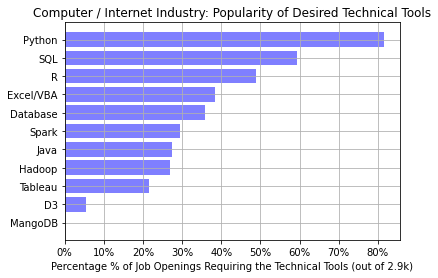 Computer / Internet Industry: Popularity of Desired Technical Tools
Python
SQL
R
Excel/VBA
Database
Spark
Java
Hadoop
Tableau
D3
MangoDB
0% 10% 20% 30% 40% 50% 60% 70% 80%
Percentage % of Job Openings Requiring the Technical Tools (out of 2.9k)